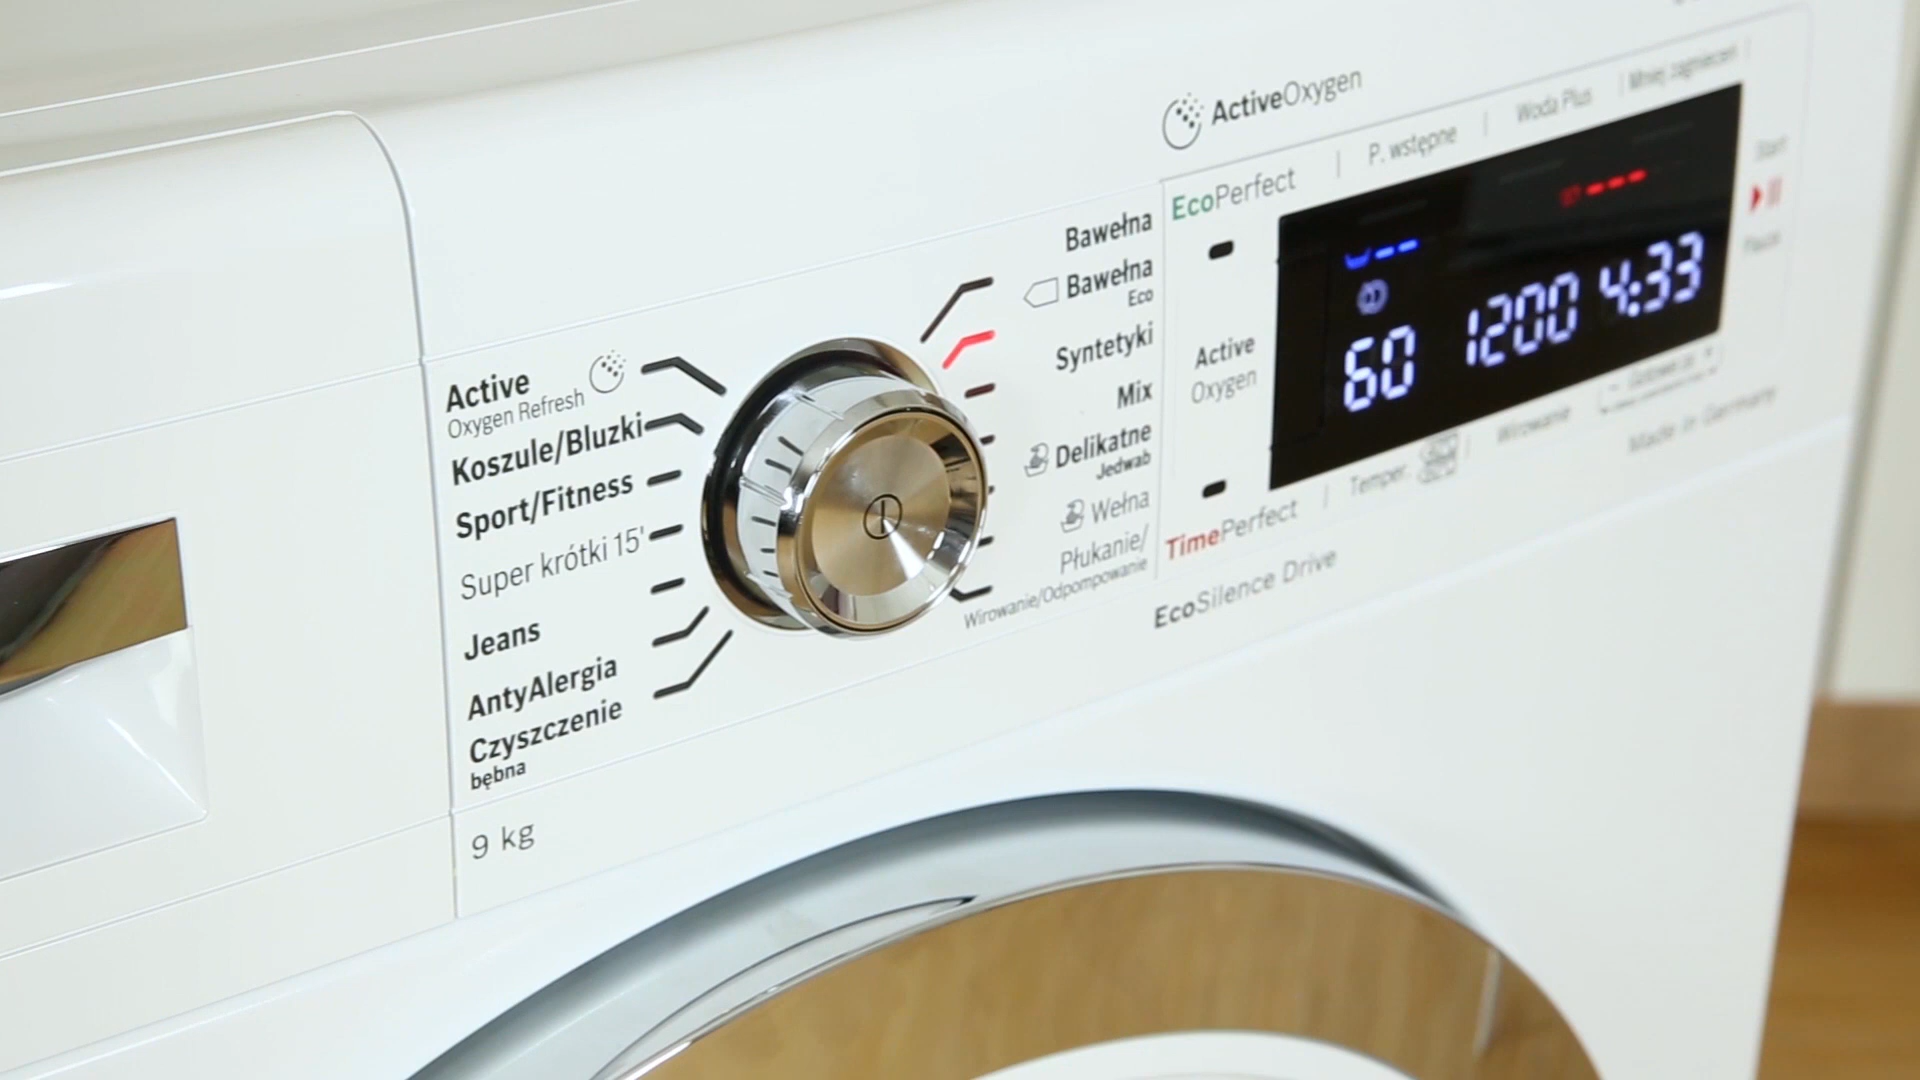 Active
Oxygen Refresh
Koszule/Bluzki
Sport/Fitness
Super krótki 15'
Jeans
AntyAlergia
Czyszczenie
bębna
9 kg
Bawełna
Bawełna
Eco
Syntetyki
Mix
Delikatne
Jedwab
Wełna
Płukanie/
Wirowanie/Odpompowanie
ActiveOxygen
EcoPerfect | P. wstępne | Woda Plus | Mniej zagnieceń
Active
Oxygen
60 1200 4:33
Start
Pauza
TimePerfect | Temper. | Wirowanie
EcoSilence Drive
Made in Germany